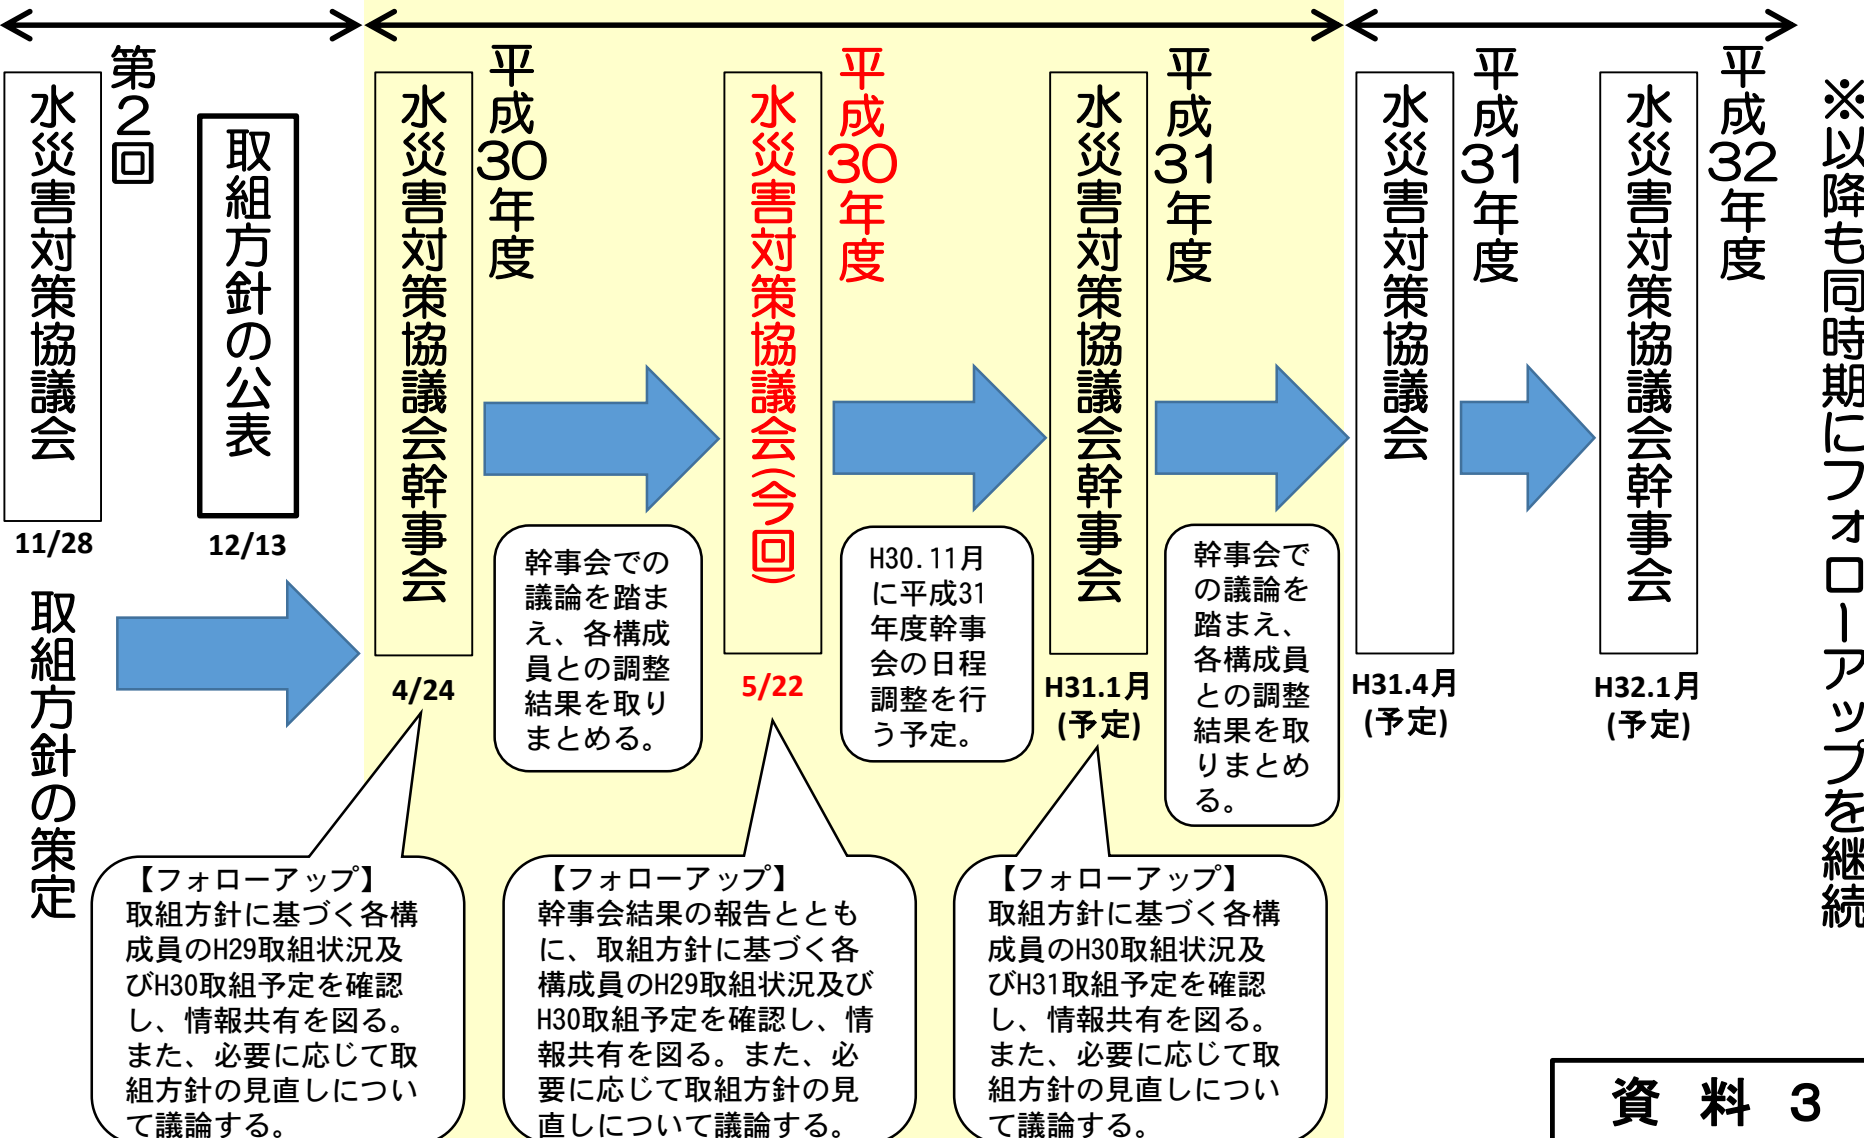 第２回
水災害対策協議会
11/28
取組方針の策定
取組方針の公表
12/13
平成３０年度
水災害対策協議会幹事会
4/24
【フォローアップ】
取組方針に基づく各構
成員のH29取組状況及
びH30取組予定を確認
し、情報共有を図る。
また、必要に応じて取
組方針の見直しについ
て議論する。
幹事会での
議論を踏ま
え、各構成
員との調整
結果を取り
まとめる。
平成３０年度
水災害対策協議会(今回)
5/22
【フォローアップ】
幹事会結果の報告ととも
に、取組方針に基づく各
構成員のH29取組状況及び
H30取組予定を確認し、情
報共有を図る。また、必
要に応じて取組方針の見
直しについて議論する。
H30.11月
に平成31
年度幹事
会の日程
調整を行
う予定。
平成３１年度
水災害対策協議会幹事会
H31.1月
(予定)
【フォローアップ】
取組方針に基づく各構
成員のH30取組状況及
びH31取組予定を確認
し、情報共有を図る。
また、必要に応じて取
組方針の見直しについ
て議論する。
幹事会で
の議論を
踏まえ、
各構成員
との調整
結果を取
りまとめ
る。
平成３１年度
水災害対策協議会
H31.4月
(予定)
平成３２年度
水災害対策協議会幹事会
H32.1月
(予定)
※以降も同時期にフォローアップを継続
資 料 ３